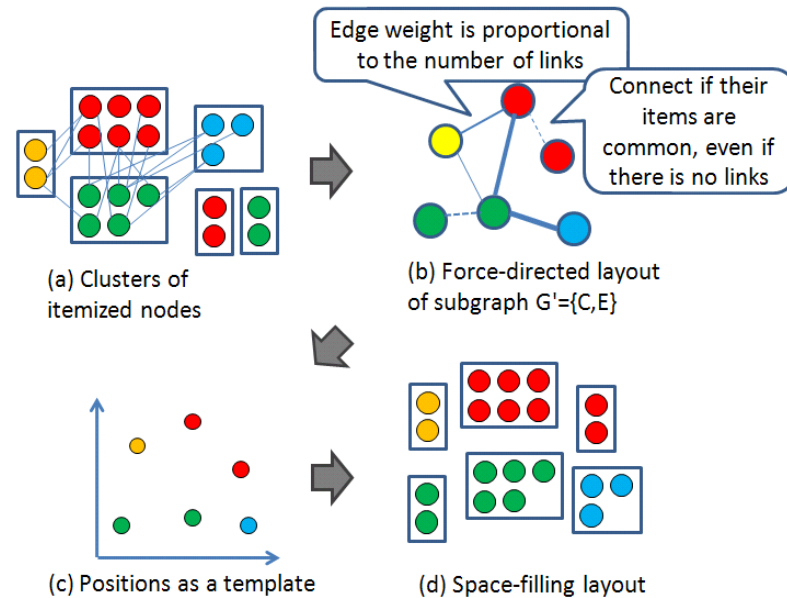 Edge weight is proportional
to the number of links
Connect if their
items are
common, even if
there is no links
(a) Clusters of
itemized nodes
(b) Force-directed layout
of subgraph G'={C,E}
(c) Positions as a template
(d) Space-filling layout